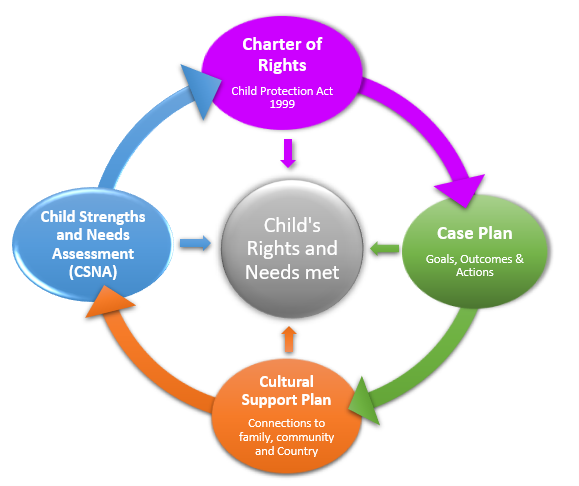 Charter of
Rights
Child Protection Act
1999
Case Plan
Goals, Outcomes &
Actions
Cultural
Support Plan
Connections to
family, community
and Country
Child Strengths
and Needs
Assessment
(CSNA)
Child's
Rights and
Needs met